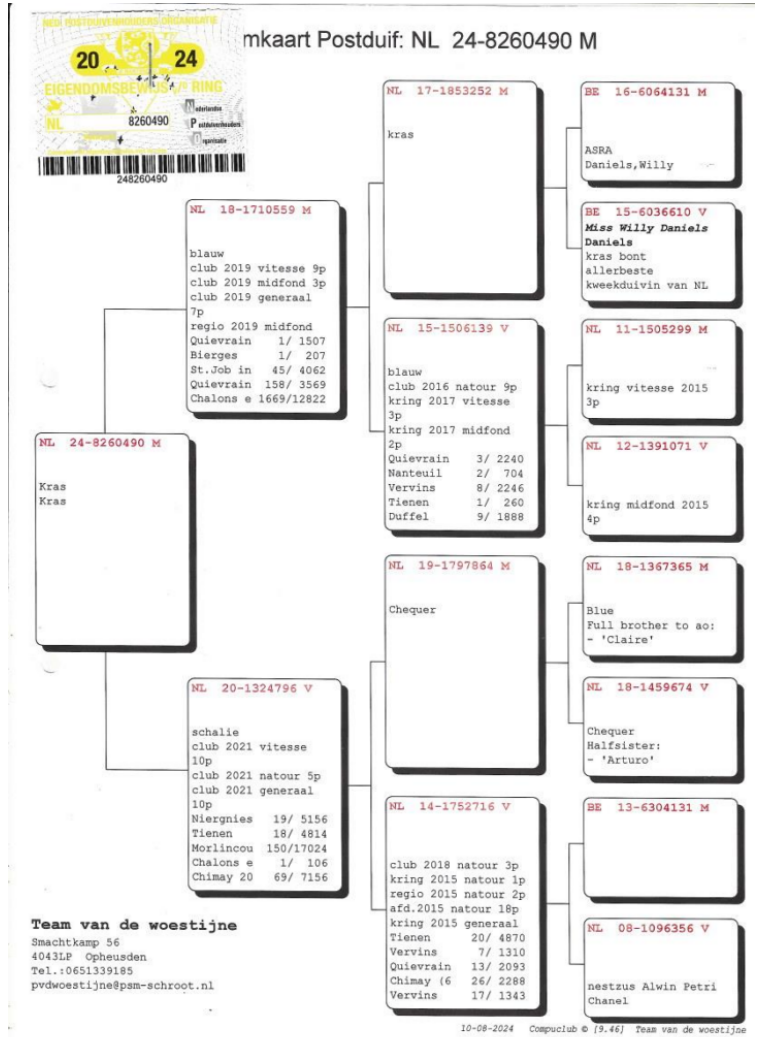 NED. POSTDUIVENHOUDERS ORGANISATIE
20 24
EIGENDOMSBEWIJS RING
NL 8260490
Nederlandse
Postduivenhouders
Organisatie
248260490
mkaart Postduif: NL 24-8260490 M
NL 24-8260490 M
Kras
Kras
NL 18-1710559 M
blauw
club 2019 vitesse 9p
club 2019 midfond 3p
club 2019 generaal
7p
regio 2019 midfond
Quievrain 1/ 1507
Bierges 1/ 207
St.Job in 45/ 4062
Quievrain 158/ 3569
Chalons e 1669/12822
NL 20-1324796 V
schalie
club 2021 vitesse
10p
club 2021 natour 5p
club 2021 generaal
10p
Niergnies 19/ 5156
Tienen 18/ 4814
Morlincou 150/17024
Chalons e 1/ 106
Chimay 20 69/ 7156
NL 17-1853252 M
kras
NL 15-1506139 V
blauw
club 2016 natour 9p
kring 2017 vitesse
3p
kring 2017 midfond
2p
Quievrain 3/ 2240
Nanteuil 2/ 704
Vervins 8/ 2246
Tienen 1/ 260
Duffel 9/ 1888
NL 19-1797864 M
Chequer
NL 14-1752716 V
club 2018 natour 3p
kring 2015 natour 1p
regio 2015 natour 2p
afd.2015 natour 18p
kring 2015 generaal
Tienen 20/ 4870
Vervins 7/ 1310
Quievrain 13/ 2093
Chimay (6 26/ 2288
Vervins 17/ 1343
BE 16-6064131 M
ASRA
Daniels,Willy
BE 15-6036610 V
Miss Willy Daniels
Daniels
kras bont
allerbeste
kweekduivin van NL
NL 11-1505299 M
kring vitesse 2015
3p
NL 12-1391071 V
kring midfond 2015
4p
NL 18-1367365 M
Blue
Full brother to ao:
- 'Claire'
NL 18-1459674 V
Chequer
Halfsister:
- 'Arturo'
BE 13-6304131 M
NL 08-1096356 V
nestzus Alwin Petri
Chanel
Team van de woestijne
Smachtkamp 56
4043LP Opheusden
Tel.:0651339185
pvdwoestijne@psm-schroot.nl
10-08-2024 Compuclub © [9.46] Team van de woestijne